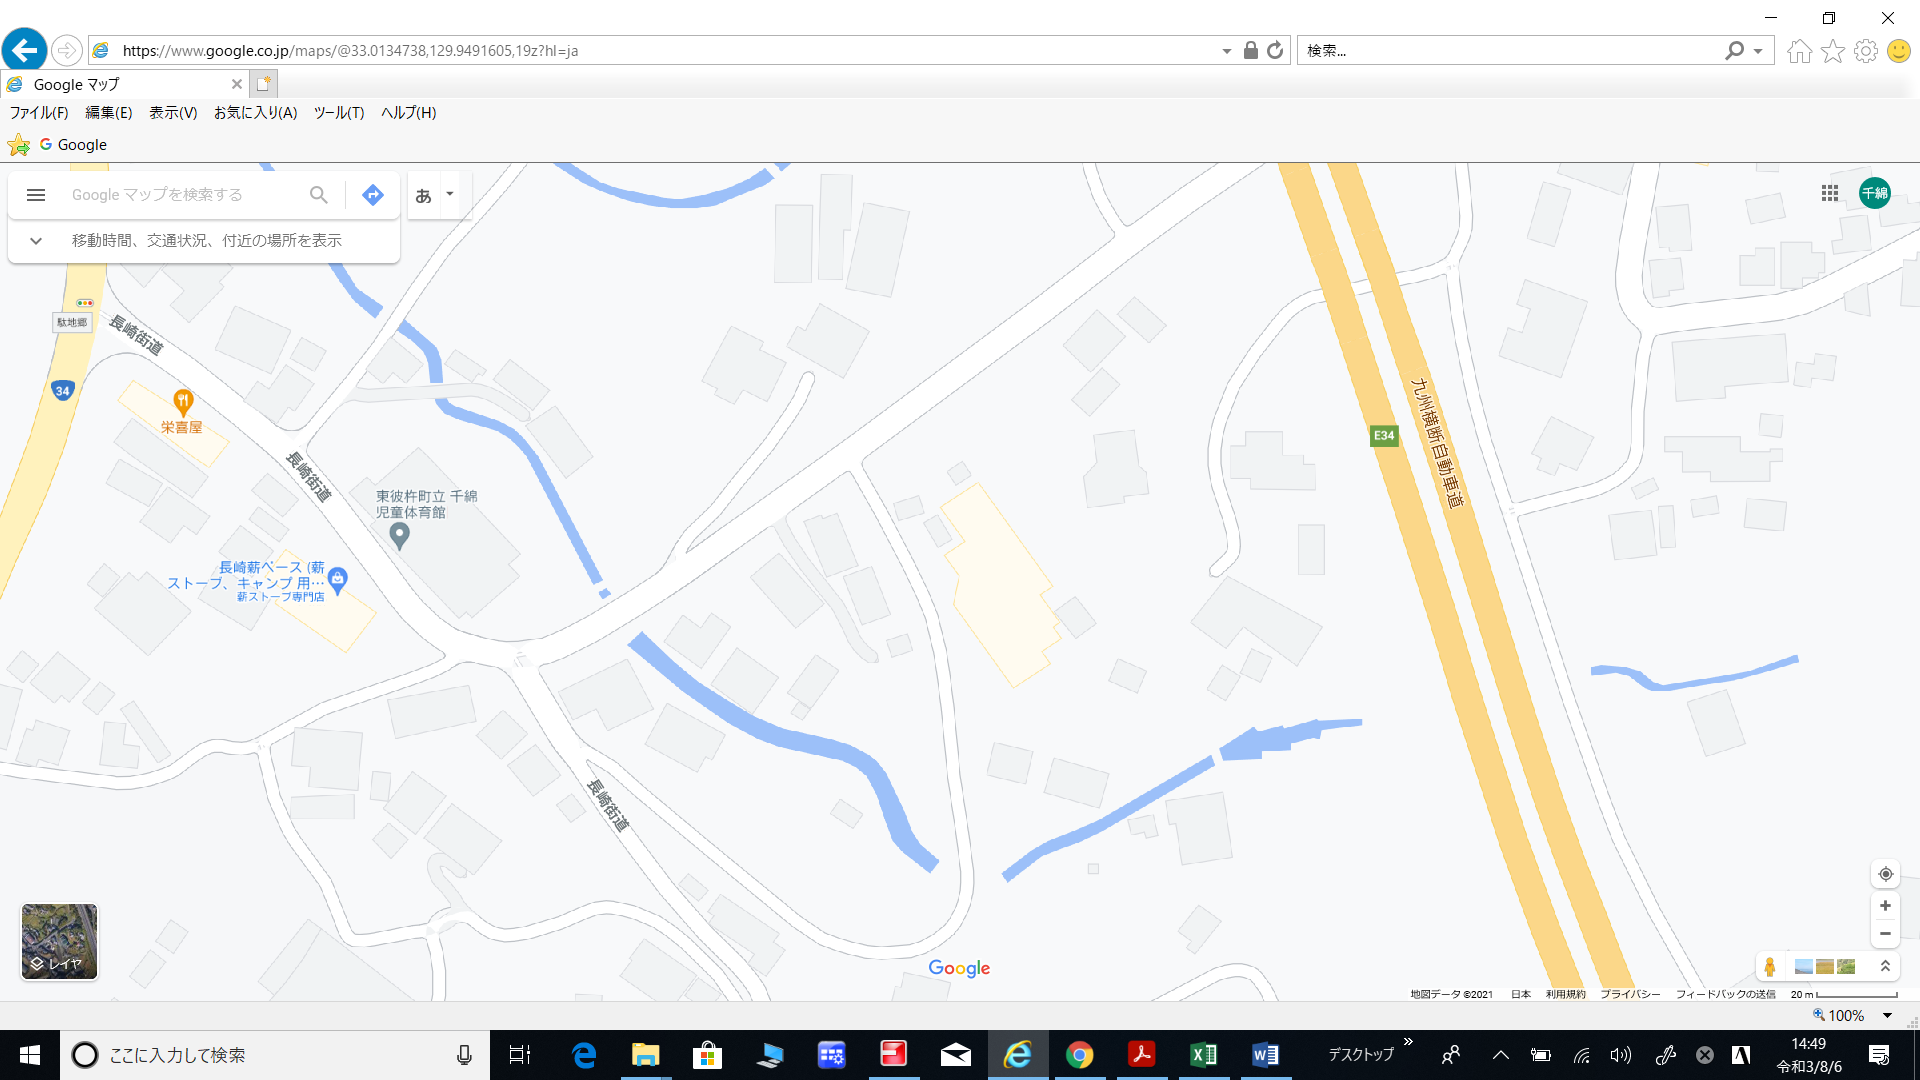 https://www.google.co.jp/maps/@33.0134738,129.9491605,19z?hl=ja
検索...
Google マップ
ファイル(F) 編集(E) 表示(V) お気に入り(A) ツール(T) ヘルプ(H)
Google
Google マップを検索する
あ
千綿
移動時間、交通状況、付近の場所を表示
駄地郷
長崎街道
34
栄喜屋
長崎街道
東彼杵町立 千綿
児童体育館
長崎薪ベース (薪
ストーブ、キャンプ 用…
薪ストーブ専門店
E34
九州横断自動車道
長崎街道
レイヤ
Google
地図データ ©2021 日本 利用規約 プライバシー フィードバックの送信 20 m
100%
ここに入力して検索
デスクトップ
14:49
令和3/8/6